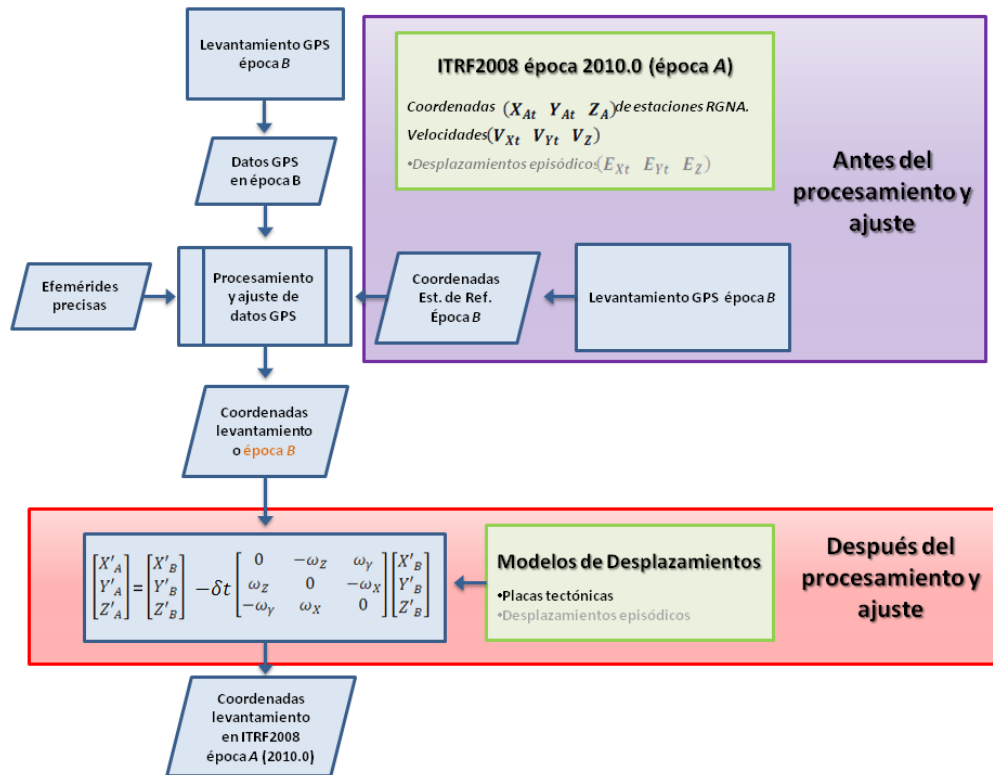 Levantamiento GPS
época B
Datos GPS
en época B
Efemérides
precisas
Procesamiento
y ajuste de
datos GPS
ITRF2008 época 2010.0 (época A)
Coordenadas (X_At Y_At Z_A) de estaciones RGNA.
Velocidades(V_Xt V_Yt V_Z)
•Desplazamientos episódicos(E_Xt E_Yt E_Z)
Antes del
procesamiento y
ajuste
Coordenadas
Est. de Ref.
Época B
Levantamiento GPS época B
Coordenadas
levantamiento
o época B
[X'_A] = [X'_B] −δt [0 −ω_Z ω_Y] [X'_B]
[Y'_A] [Y'_B] [ω_Z 0 −ω_X] [Y'_B]
[Z'_A] [Z'_B] [−ω_Y ω_X 0] [Z'_B]
Modelos de Desplazamientos
•Placas tectónicas
•Desplazamientos episódicos
Después del
procesamiento y
ajuste
Coordenadas
levantamiento
en ITRF2008
época A (2010.0)